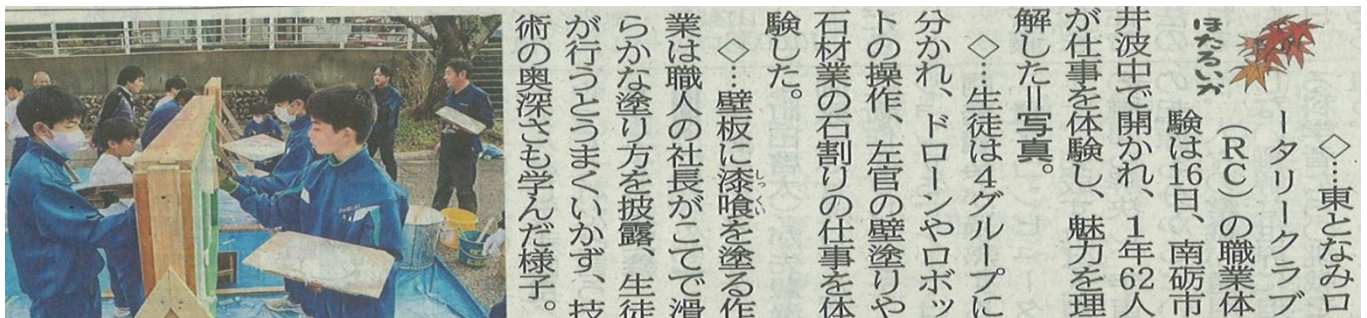 ほたるいか
◇…東となみロ
ータリークラブ
（RC）の職業体
験は16日、南砺市
井波中で開かれ、1年62人
が仕事を体験し、魅力を理
解した＝写真。
◇…生徒は4グループに
分かれ、ドローンやロボッ
トの操作、左官の壁塗りや
石材業の石割りの仕事を体
験した。
◇…壁板に漆喰しっくいを塗る作
業は職人の社長がこてで滑
らかな塗り方を披露、生徒
が行うとうまくいかず、技
術の奥深さも学んだ様子。